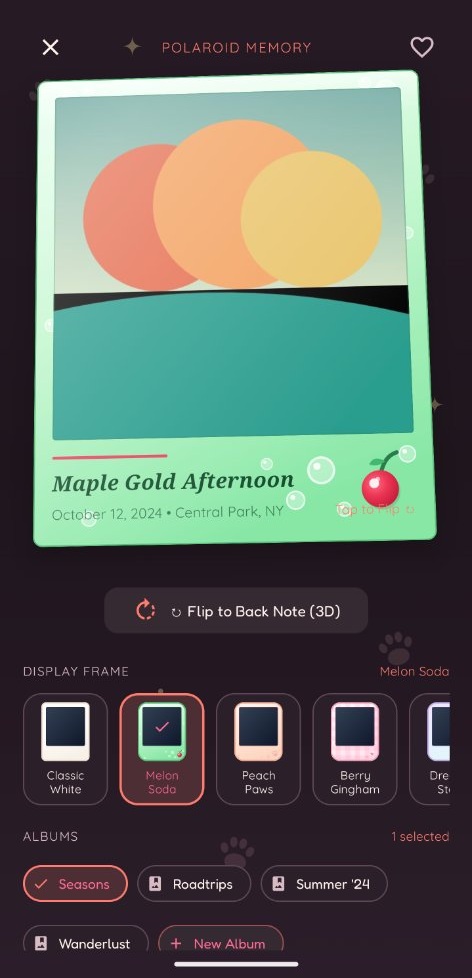 POLAROID MEMORY
Maple Gold Afternoon
October 12, 2024 • Central Park, NY
Tap to Flip ↻
↻ Flip to Back Note (3D)
DISPLAY FRAME
Melon Soda
Classic White
Melon Soda
Peach Paws
Berry Gingham
ALBUMS
1 selected
Seasons
Roadtrips
Summer '24
Wanderlust
+ New Album